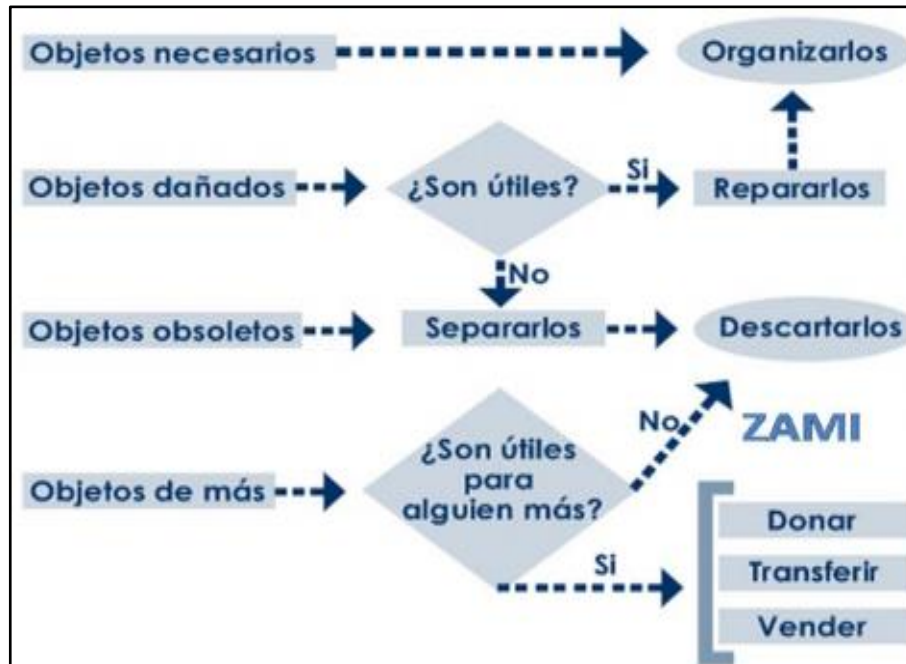 Objetos necesarios
Organizarlos
Objetos dañados
¿Son útiles?
Si
Repararlos
No
Objetos obsoletos
Separarlos
Descartarlos
Objetos de más
¿Son útiles
para
alguien más?
No
ZAMI
Si
Donar
Transferir
Vender